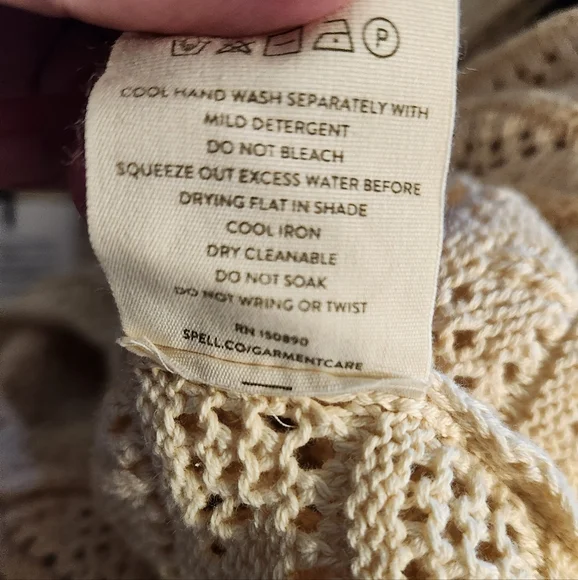 P
COOL HAND WASH SEPARATELY WITH
MILD DETERGENT
DO NOT BLEACH
SQUEEZE OUT EXCESS WATER BEFORE
DRYING FLAT IN SHADE
COOL IRON
DRY CLEANABLE
DO NOT SOAK
DO NOT WRING OR TWIST
RN 150890
SPELL.CO/GARMENTCARE